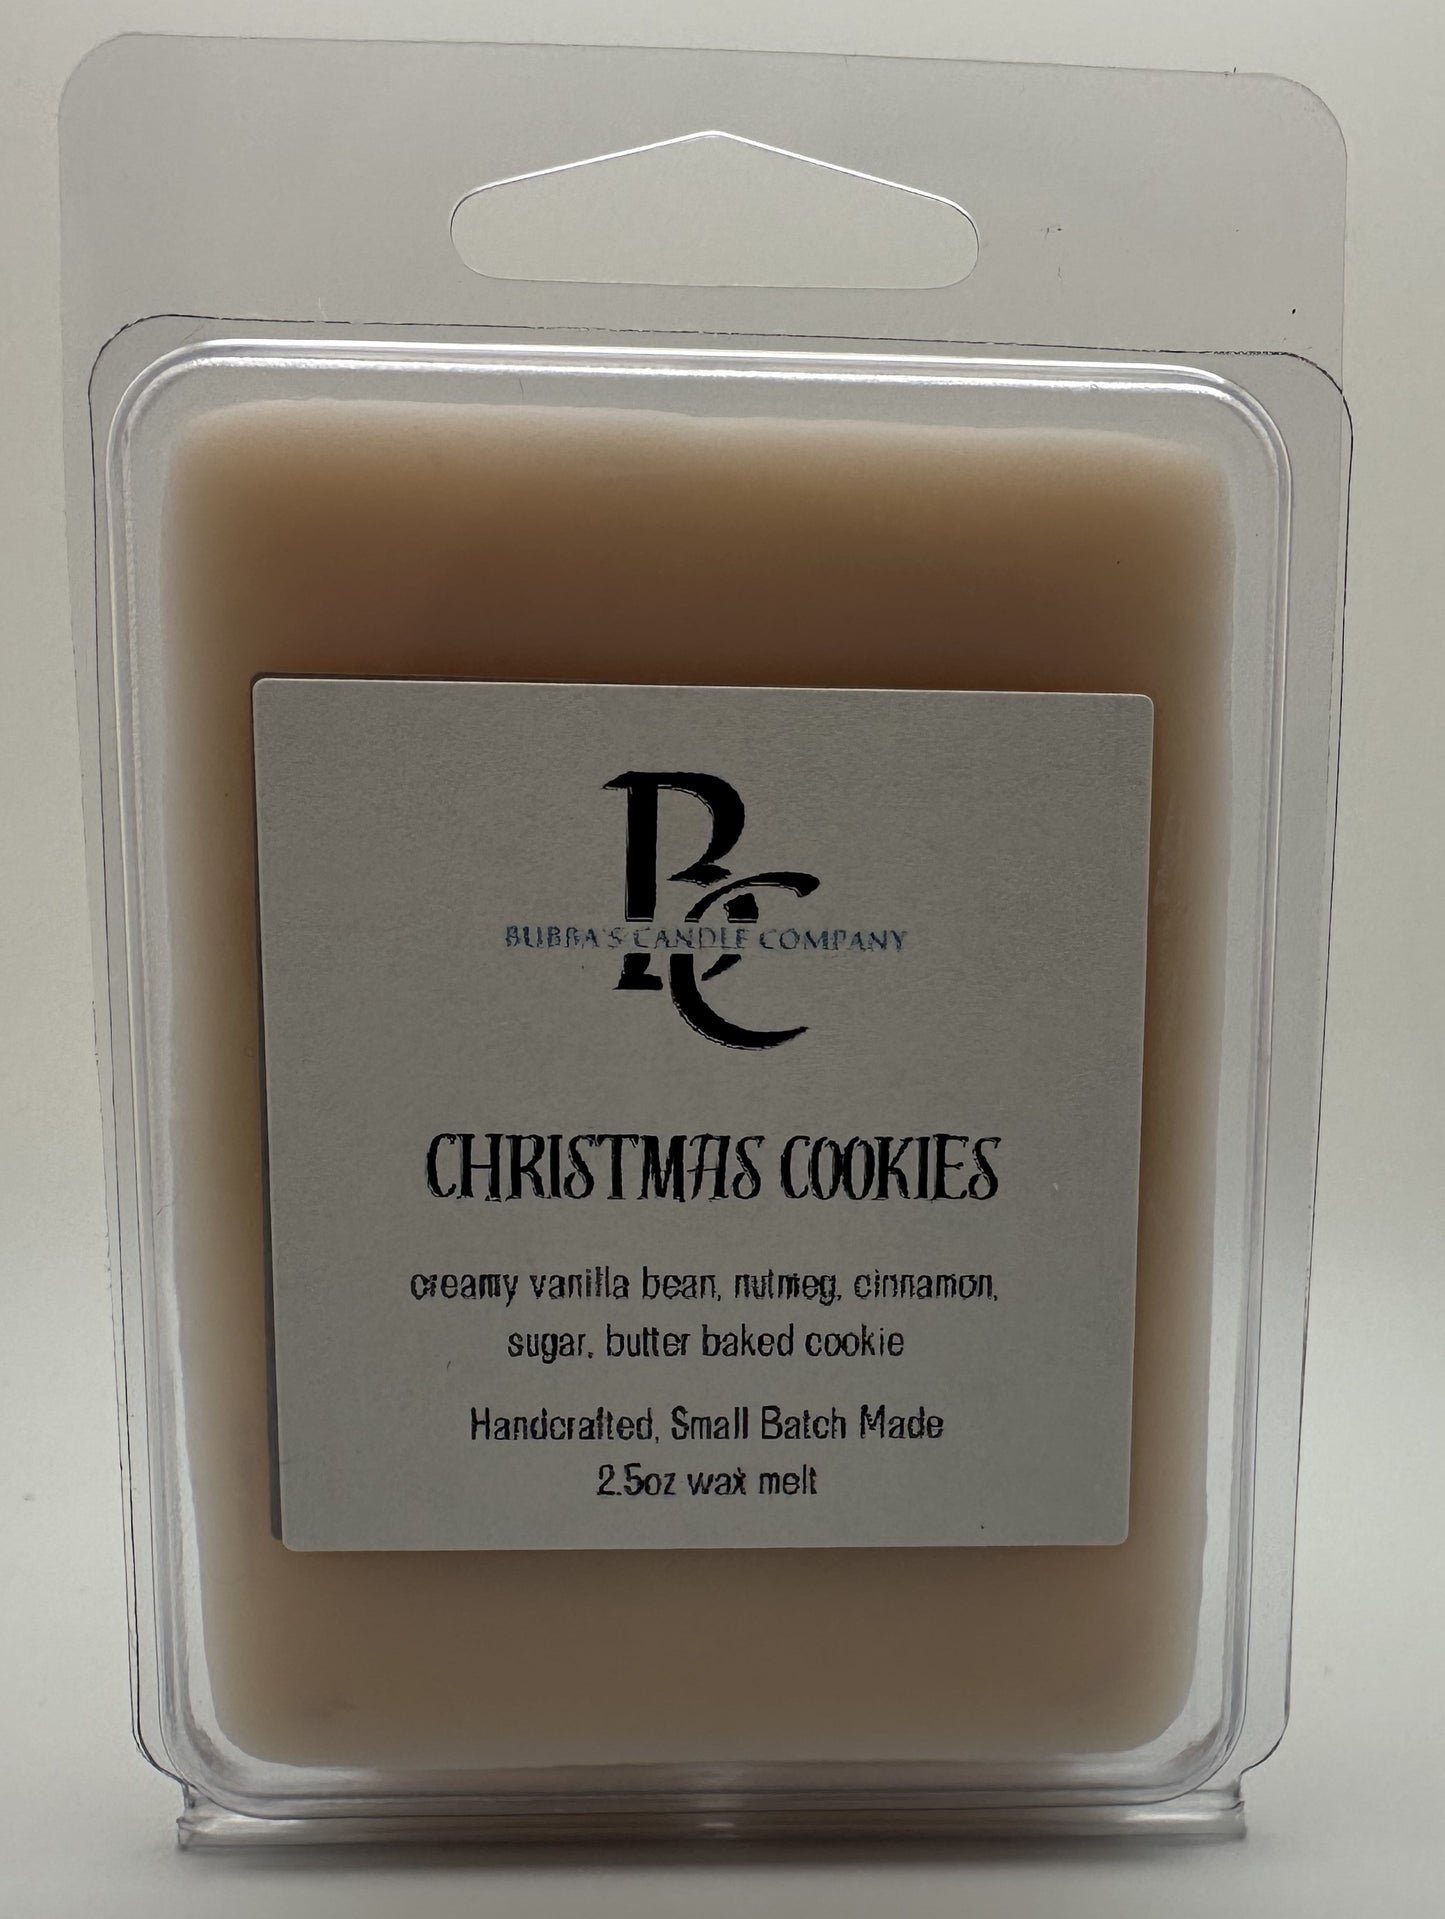 BC
BUBBA'S CANDLE COMPANY
CHRISTMAS COOKIES
creamy vanilla bean, nutmeg, cinnamon,
sugar, butter baked cookie
Handcrafted, Small Batch Made
2.5oz wax melt